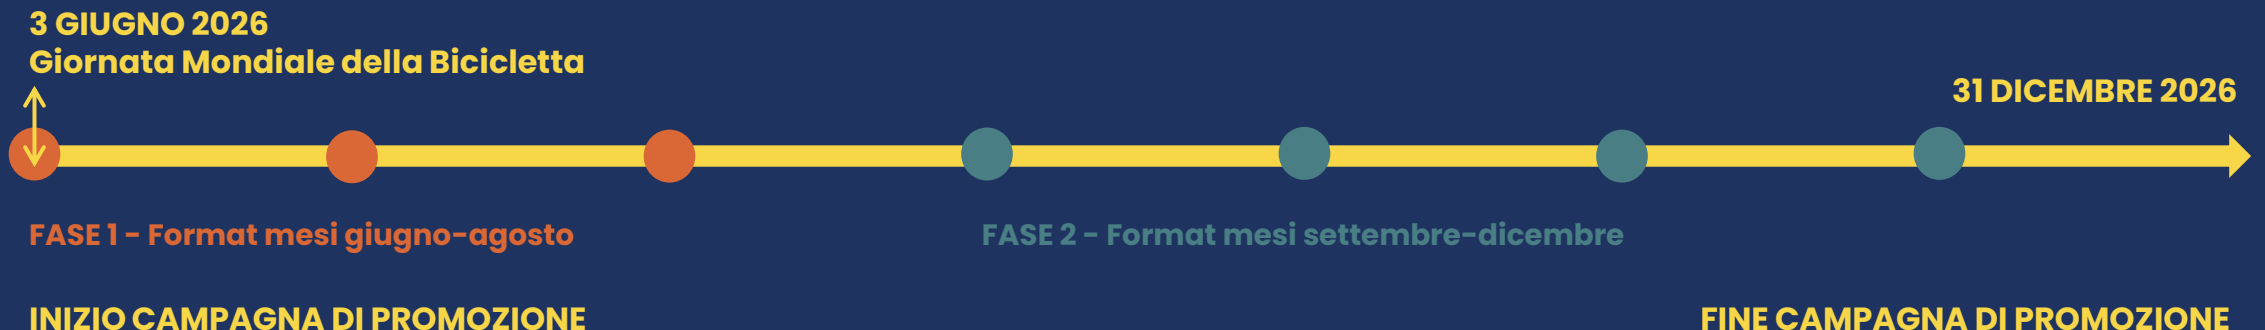 3 GIUGNO 2026
Giornata Mondiale della Bicicletta
31 DICEMBRE 2026
FASE 1 - Format mesi giugno-agosto
FASE 2 - Format mesi settembre-dicembre
INIZIO CAMPAGNA DI PROMOZIONE
FINE CAMPAGNA DI PROMOZIONE